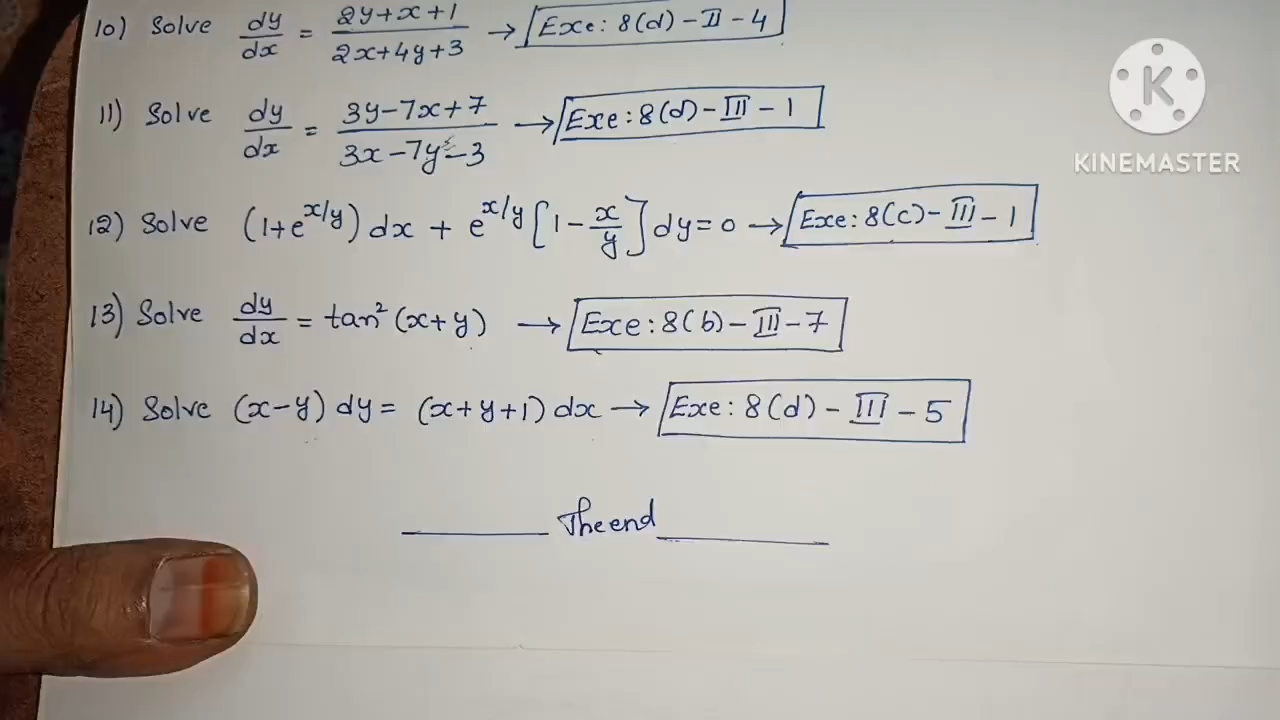 10) Solve dy/dx = 2y+x+1/2x+4y+3 → Exe: 8(d) - II - 4
11) Solve dy/dx = 3y-7x+7/3x-7y-3 → Exe: 8(d) - III - 1
12) Solve (1+e^x/y) dx + e^x/y [1 - x/y] dy = 0 → Exe: 8(c) - III - 1
13) Solve dy/dx = tan² (x+y) → Exe: 8(b) - III - 7
14) Solve (x-y) dy = (x+y+1) dx → Exe: 8(d) - III - 5
The end
K
KINEMASTER